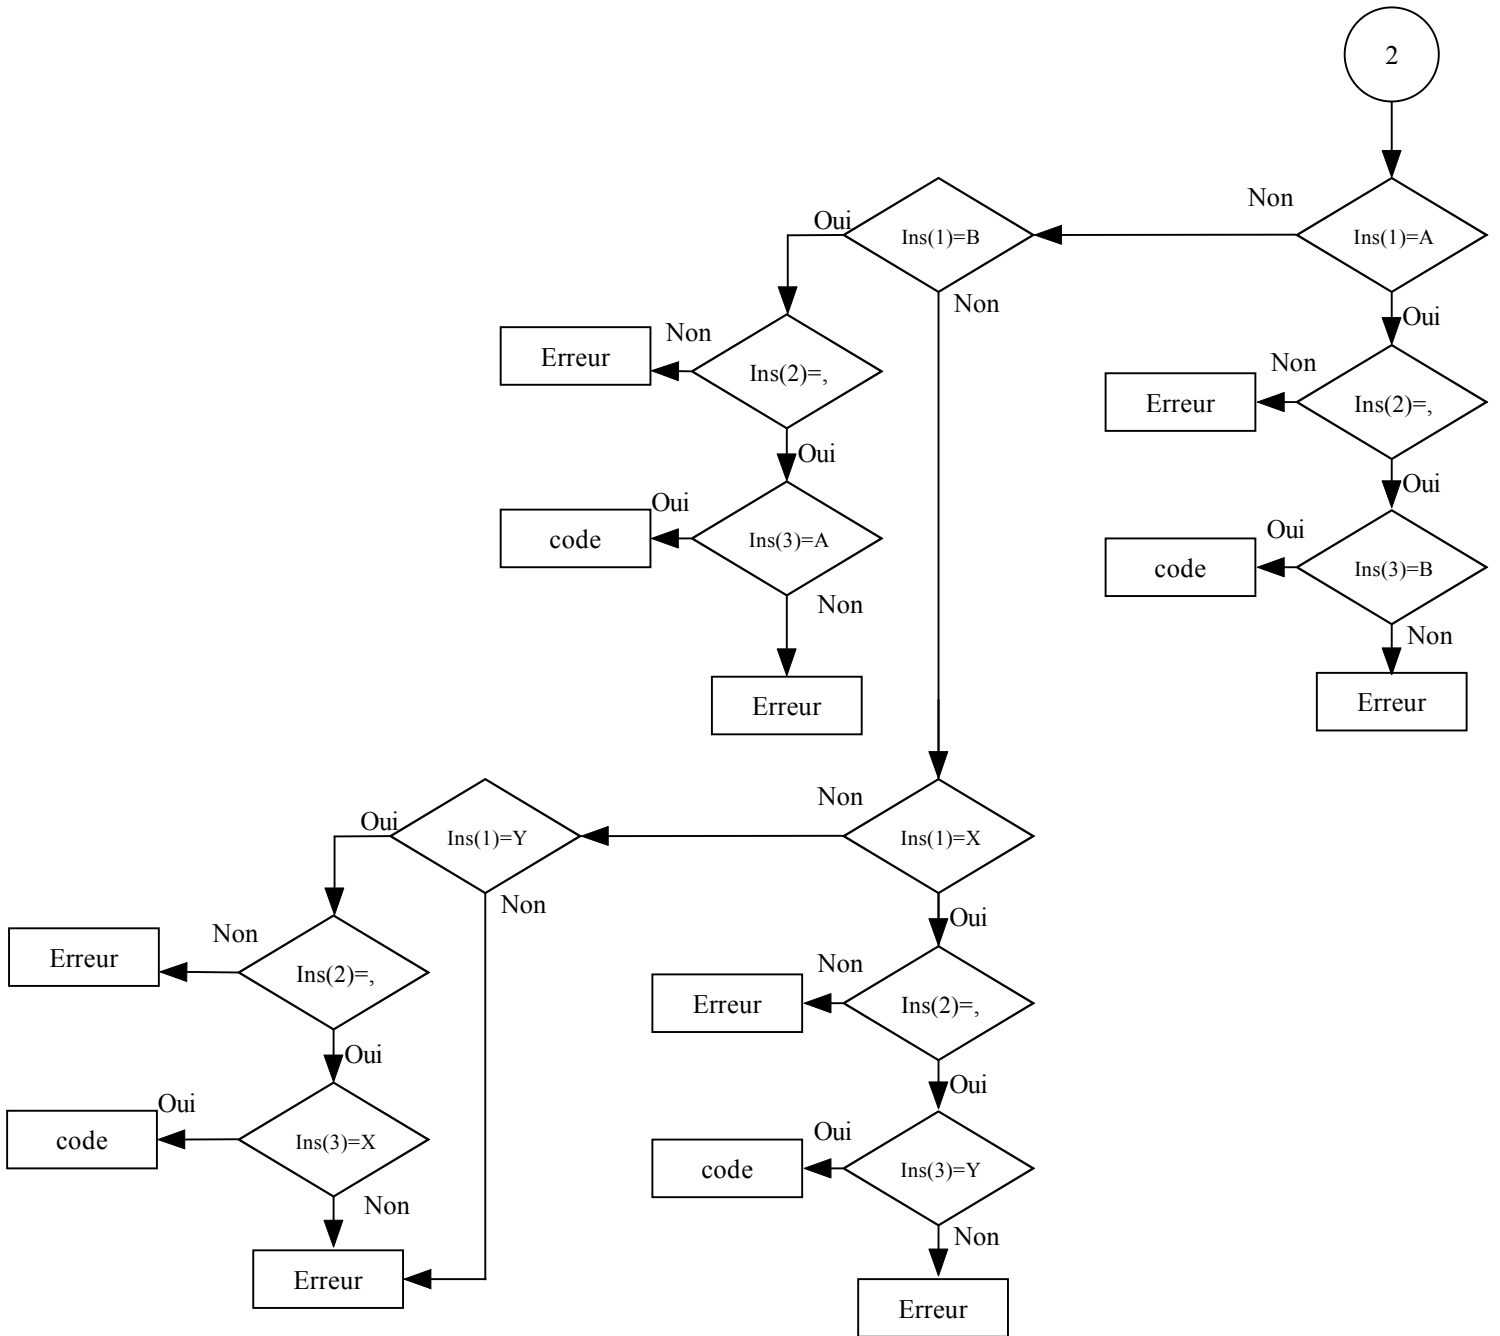 2
Non
Ins(1)=A
Oui
Ins(1)=B
Non
Oui
Non
Erreur
Ins(2)=,
Non
Erreur
Ins(2)=,
Oui
Oui
Oui
code
Ins(3)=A
Oui
code
Ins(3)=B
Non
Non
Erreur
Erreur
Non
Ins(1)=X
Oui
Ins(1)=Y
Non
Oui
Non
Erreur
Ins(2)=,
Non
Erreur
Ins(2)=,
Oui
Oui
Oui
code
Ins(3)=X
Oui
code
Ins(3)=Y
Non
Non
Erreur
Erreur